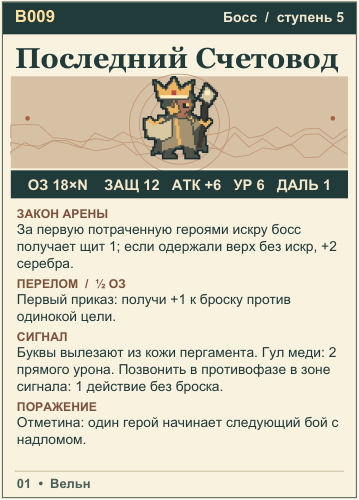 B009
Босс / ступень 5
Последний Счетовод
ОЗ 18×N ЗАЩ 12 АТК +6 УР 6 ДАЛЬ 1
ЗАКОН АРЕНЫ
За первую потраченную героями искру босс
получает щит 1; если одержали верх без искр, +2
серебра.
ПЕРЕЛОМ / ½ ОЗ
Первый приказ: получи +1 к броску против
одинокой цели.
СИГНАЛ
Буквы вылезают из кожи пергамента. Гул меди: 2
прямого урона. Позвонить в противофазе в зоне
сигнала: 1 действие без броска.
ПОРАЖЕНИЕ
Отметина: один герой начинает следующий бой с
надломом.
01 • Вельн